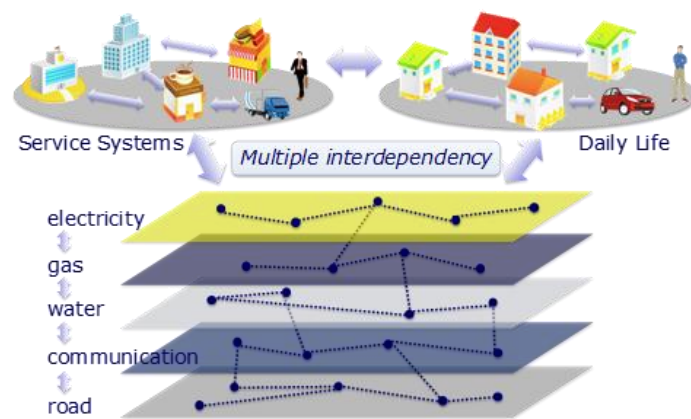 Service Systems
Daily Life
Multiple interdependency
electricity
gas
water
communication
road